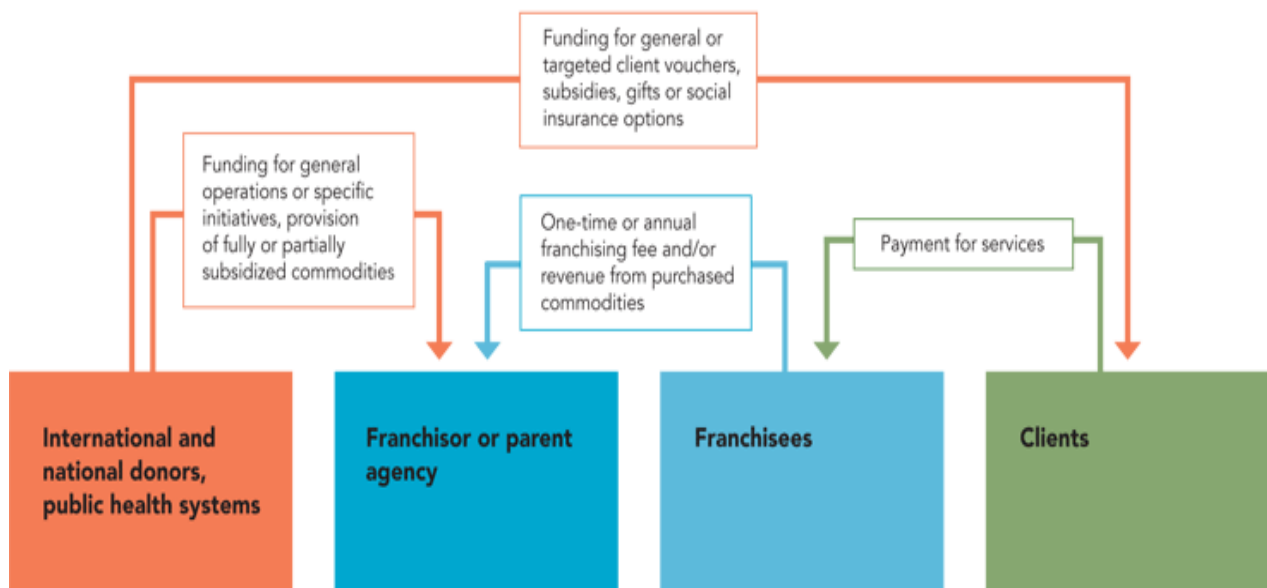 Funding for general or
targeted client vouchers,
subsidies, gifts or social
insurance options
Funding for general
operations or specific
initiatives, provision
of fully or partially
subsidized commodities
One-time or annual
franchising fee and/or
revenue from purchased
commodities
Payment for services
International and
national donors,
public health systems
Franchisor or parent
agency
Franchisees
Clients